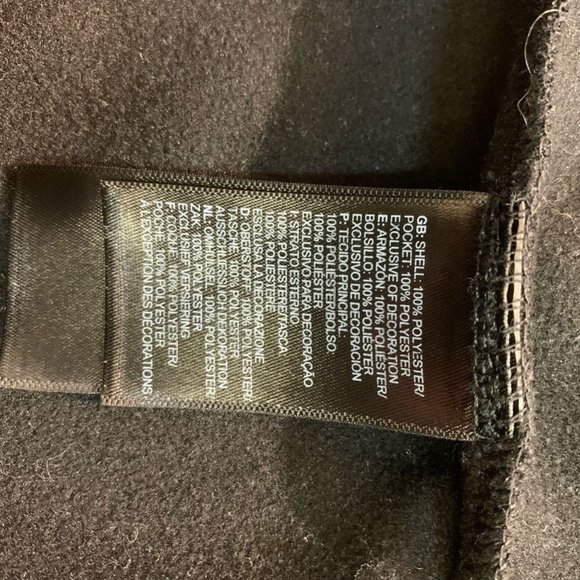 GB: SHELL: 100% POLYESTER/
POCKET: 100% POLYESTER
EXCLUSIVE OF DECORATION
E: ARMAZÓN: 100% POLIÉSTER/
BOLSILLO: 100% POLIÉSTER
EXCLUSIVO DE DECORACIÓN
P: TECIDO PRINCIPAL:
100% POLIÉSTER/BOLSO:
100% POLIÉSTER
EXCLUSIVO PARA DECORAÇÃO
I: STRATO ESTERNO:
100% POLIESTERE/TASCA
100% POLIESTERE
ESCLUSA LA DECORAZIONE
D: OBERSTOFF: 100% POLYESTER/
TASCHE: 100% POLYESTER
AUSSCHLIESSLICH DEKORATION
NL: OMHULSEL: 100% POLYESTER/
ZAK: 100% POLYESTER
EXCLUSIEF VERSIERING
F: COQUE: 100% POLYESTER/
POCHE: 100% POLYESTER
À L'EXCEPTION DES DÉCORATIONS